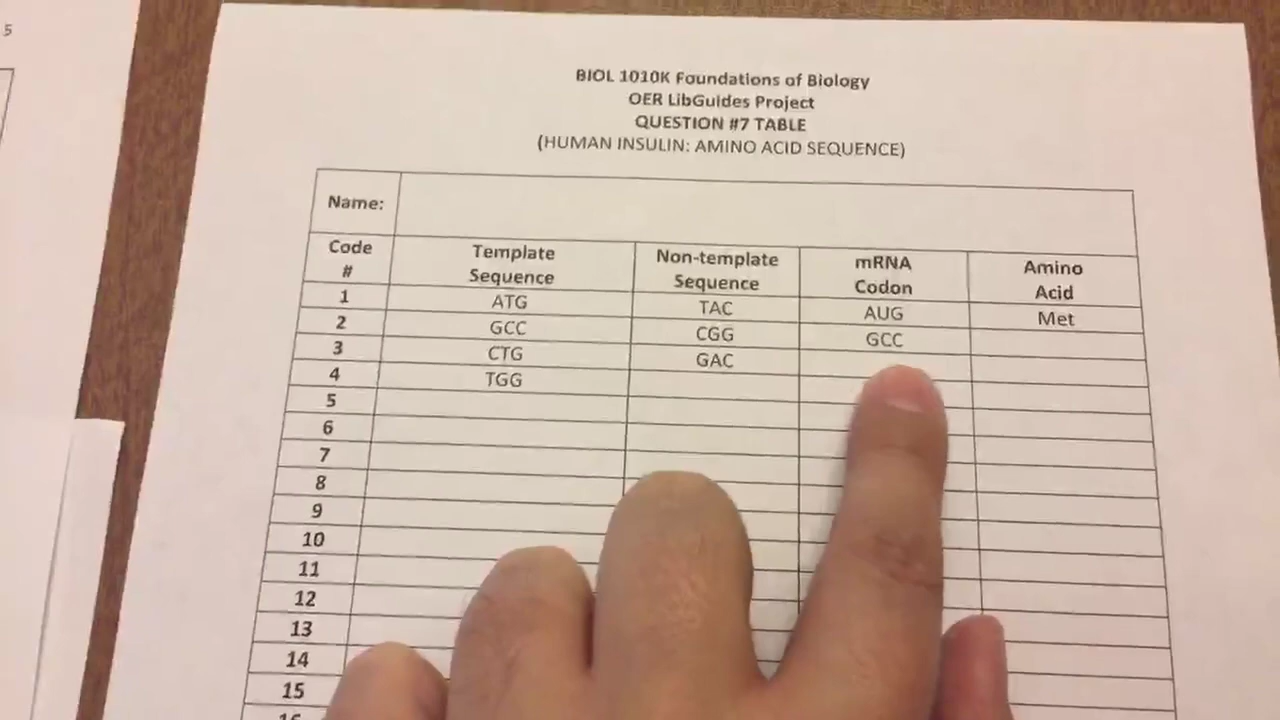 5
BIOL 1010K Foundations of Biology
OER LibGuides Project
QUESTION #7 TABLE
(HUMAN INSULIN: AMINO ACID SEQUENCE)
Name:
Code # Template Sequence Non-template Sequence mRNA Codon Amino Acid
1 ATG TAC AUG Met
2 GCC CGG GCC
3 CTG GAC
4 TGG
5
6
7
8
9
10
11
12
13
14
15
16